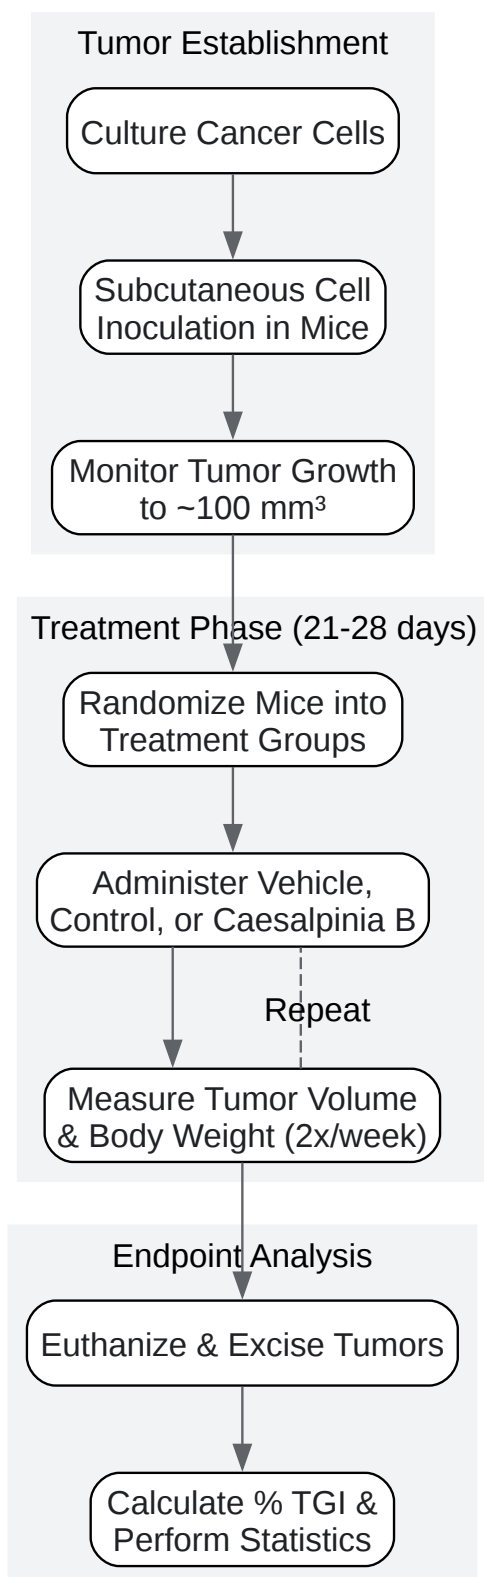 Tumor Establishment
Culture Cancer Cells
Subcutaneous Cell
Inoculation in Mice
Monitor Tumor Growth
to ~100 mm³
Treatment Phase (21-28 days)
Randomize Mice into
Treatment Groups
Administer Vehicle,
Control, or Caesalpinia B
Repeat
Measure Tumor Volume
& Body Weight (2x/week)
Endpoint Analysis
Euthanize & Excise Tumors
Calculate % TGI &
Perform Statistics